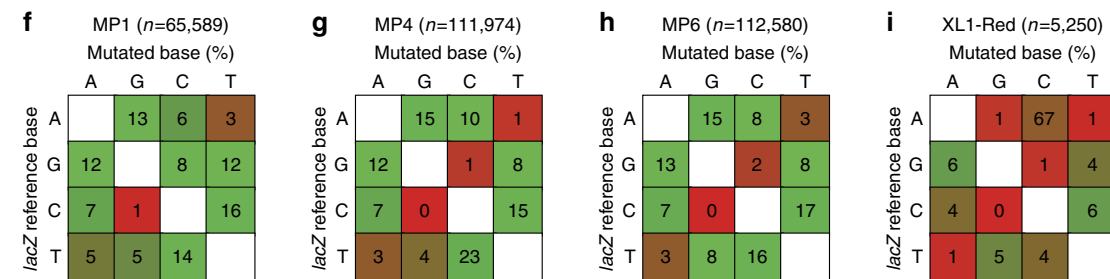 f MP1 (n=65,589)
Mutated base (%)
A G C T
lacZ reference base
A 13 6 3
G 12 8 12
C 7 1 16
T 5 5 14
g MP4 (n=111,974)
Mutated base (%)
A G C T
lacZ reference base
A 15 10 1
G 12 1 8
C 7 0 15
T 3 4 23
h MP6 (n=112,580)
Mutated base (%)
A G C T
lacZ reference base
A 15 8 3
G 13 2 8
C 7 0 17
T 3 8 16
i XL1-Red (n=5,250)
Mutated base (%)
A G C T
lacZ reference base
A 1 67 1
G 6 1 4
C 4 0 6
T 1 5 4